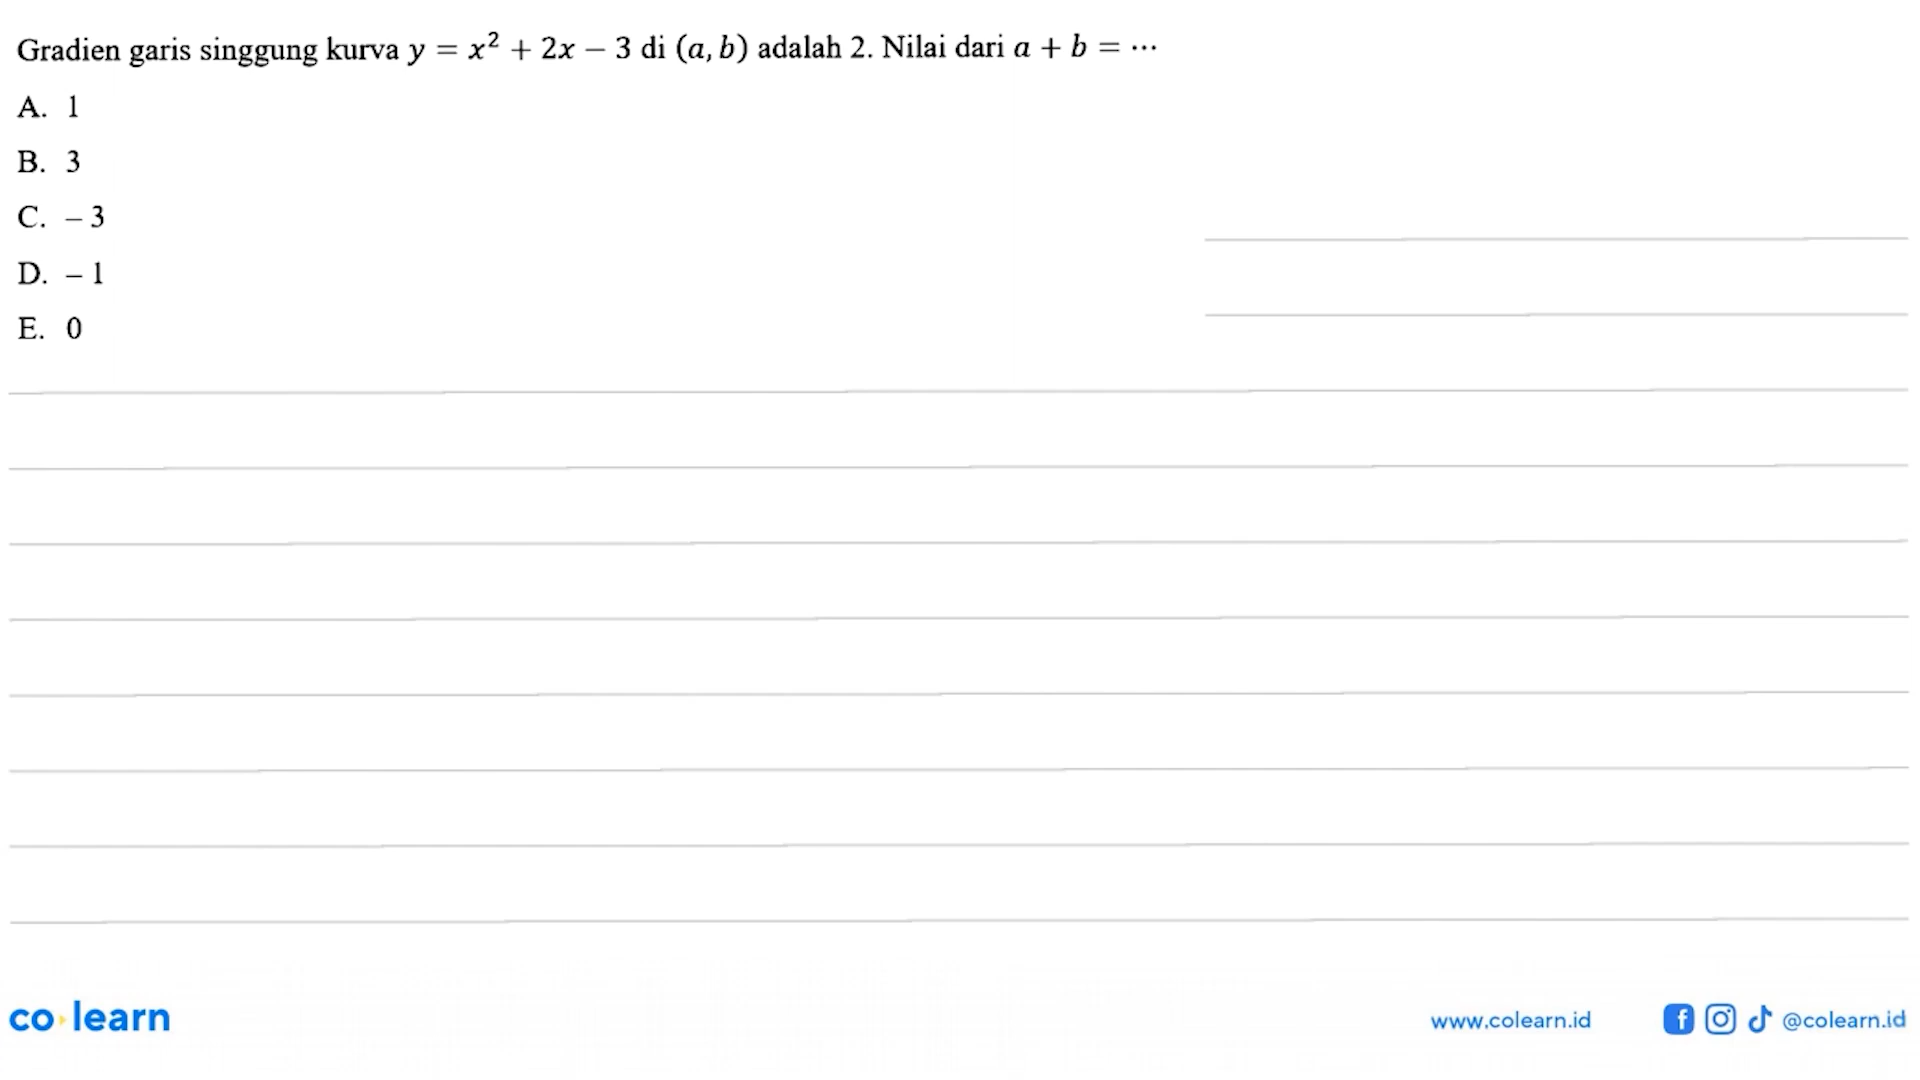 Gradien garis singgung kurva y = x² + 2x − 3 di (a, b) adalah 2. Nilai dari a + b = ⋯
A. 1
B. 3
C. – 3
D. – 1
E. 0
co learn
www.colearn.id
@colearn.id